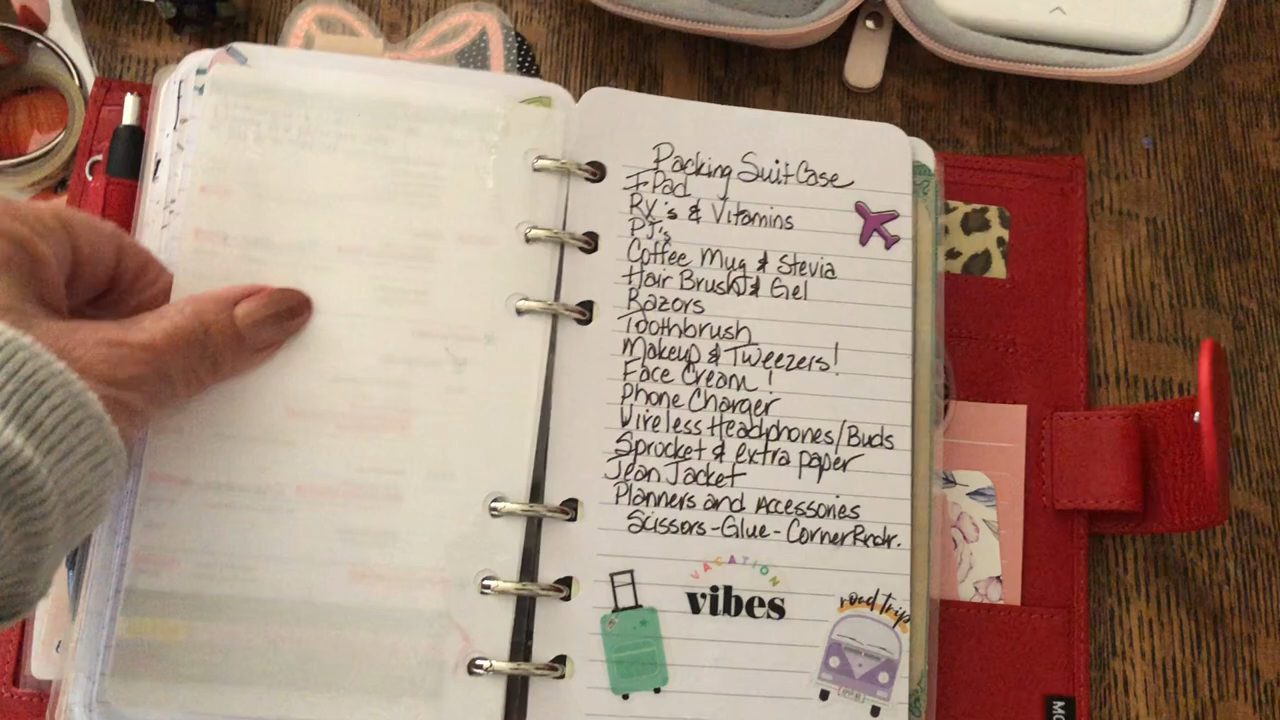 Packing SuitCase
IPad
RX's & Vitamins
PJ's
Coffee Mug & Stevia
Hair Brush & Gel
Razors
Toothbrush
Makeup & Tweezers!
Face Cream !
Phone Charger
Wireless Headphones/Buds
Sprocket & extra paper
Jean Jacket
Planners and Accessories
Scissors-Glue-CornerRndr.
VACATION
vibes
road trip
MO